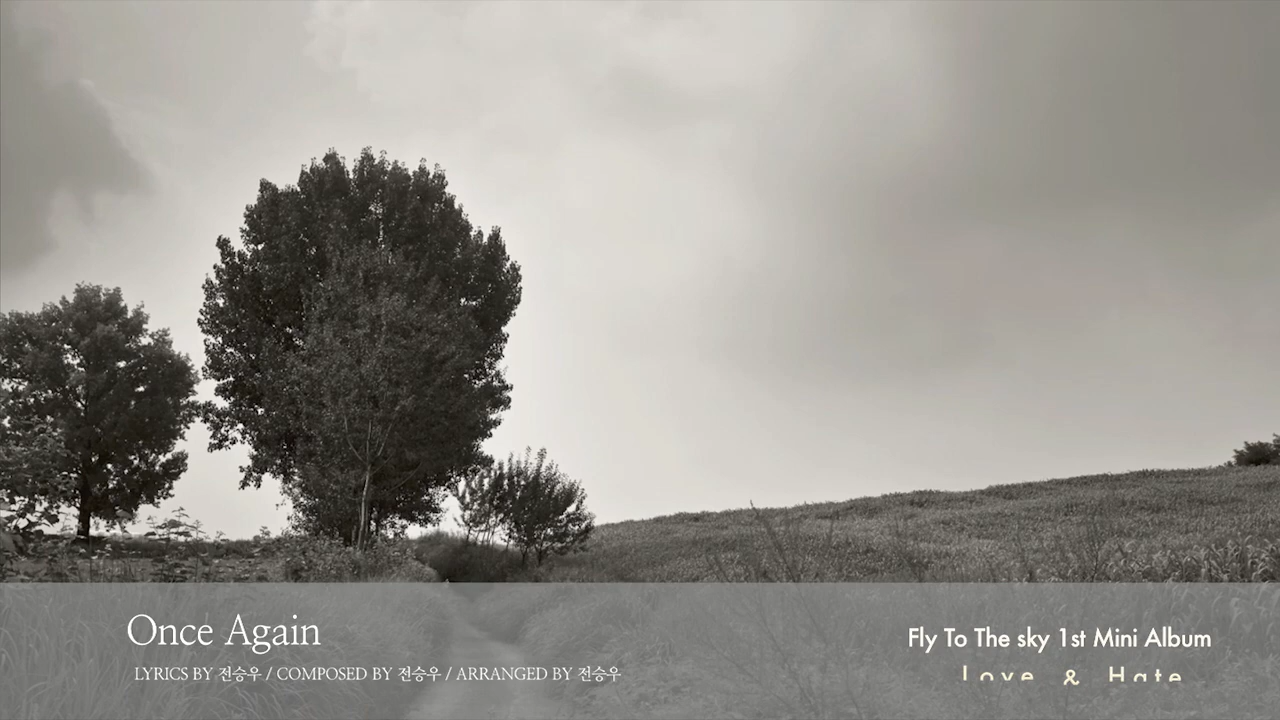 Once Again
LYRICS BY 전승우 / COMPOSED BY 전승우 / ARRANGED BY 전승우
Fly To The sky 1st Mini Album
Love & Hate